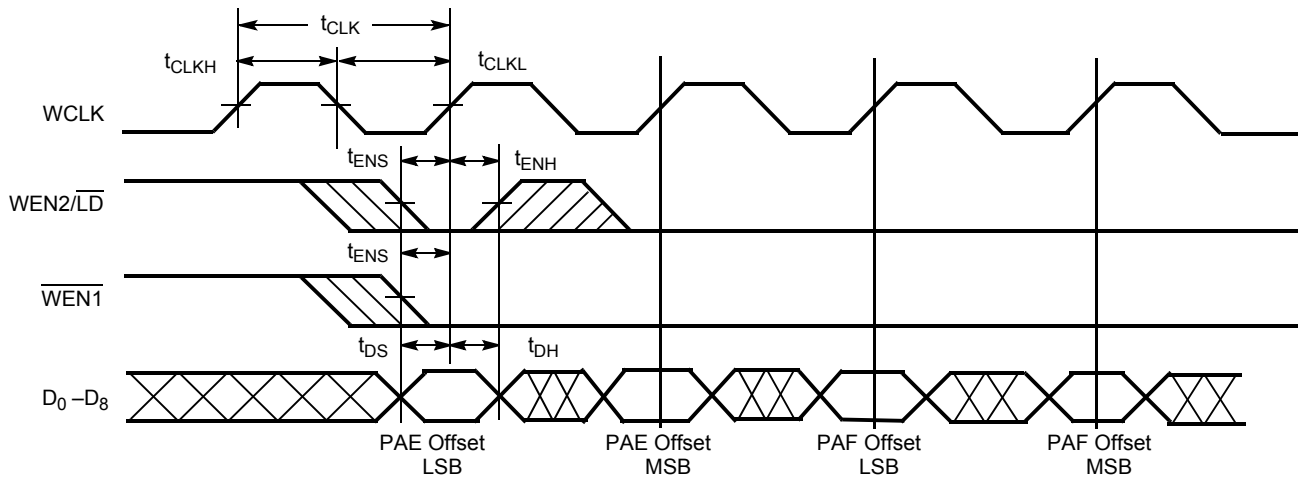 tCLK
tCLKH
tCLKL
WCLK
tENS
tENH
WEN2/LD
tENS
WEN1
tDS
tDH
D0 –D8
PAE Offset
LSB
PAE Offset
MSB
PAF Offset
LSB
PAF Offset
MSB